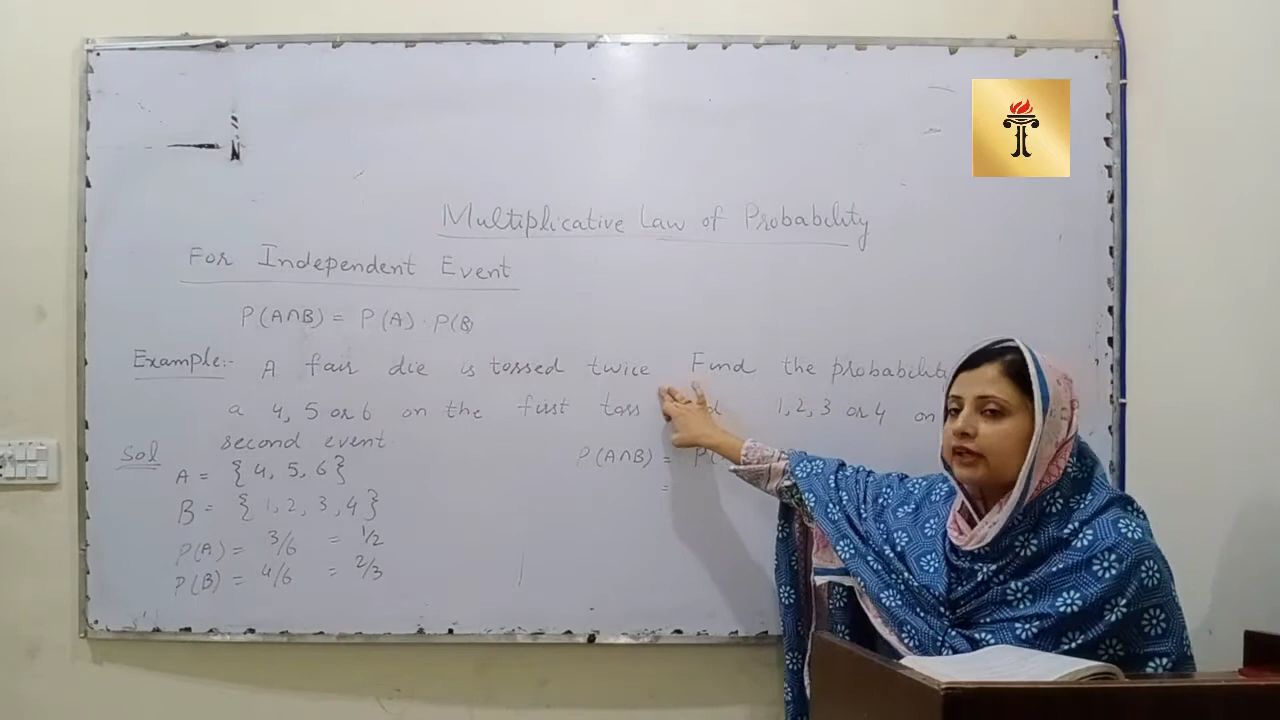 Multiplicative Law of Probability
For Independent Event
P(A∩B) = P(A) · P(B)
Example:- A fair die is tossed twice Find the probability
a 4, 5 or 6 on the first toss 1, 2, 3 or 4 on
second event.
Sol
A = {4, 5, 6}
B = {1, 2, 3, 4}
P(A) = 3/6 = 1/2
P(B) = 4/6 = 2/3
P(A∩B) =
=